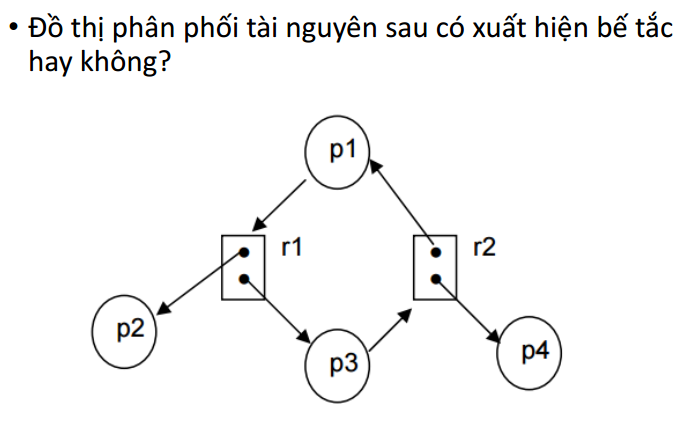 • Đồ thị phân phối tài nguyên sau có xuất hiện bế tắc
hay không?
p1
r1
r2
p2
p3
p4